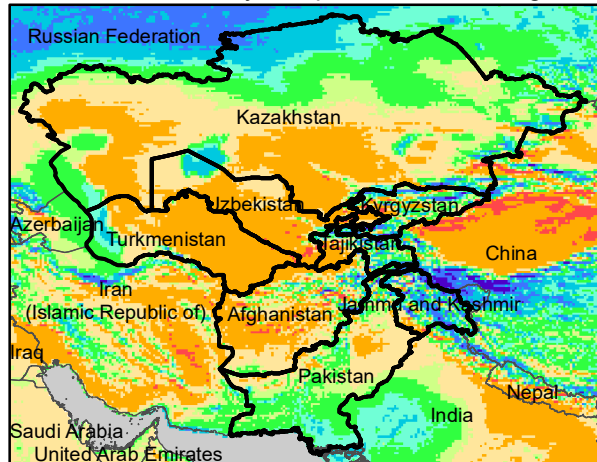 Russian Federation
Kazakhstan
Uzbekistan
Kyrgyzstan
Azerbaijan
Turkmenistan
Tajikistan
China
Iran
(Islamic Republic of)
Afghanistan
Jammu and Kashmir
Iraq
Pakistan
Nepal
India
Saudi Arabia
United Arab Emirates